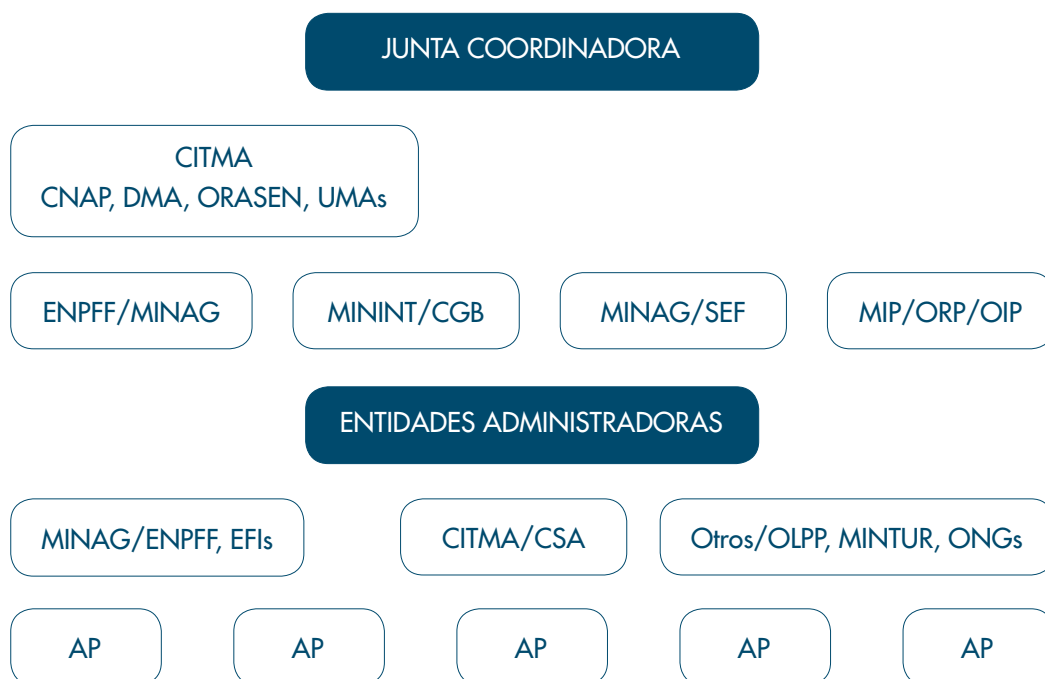 JUNTA COORDINADORA
CITMA
CNAP, DMA, ORASEN, UMAs
ENPFF/MINAG
MININT/CGB
MINAG/SEF
MIP/ORP/OIP
ENTIDADES ADMINISTRADORAS
MINAG/ENPFF, EFIs
CITMA/CSA
Otros/OLPP, MINTUR, ONGs
AP
AP
AP
AP
AP